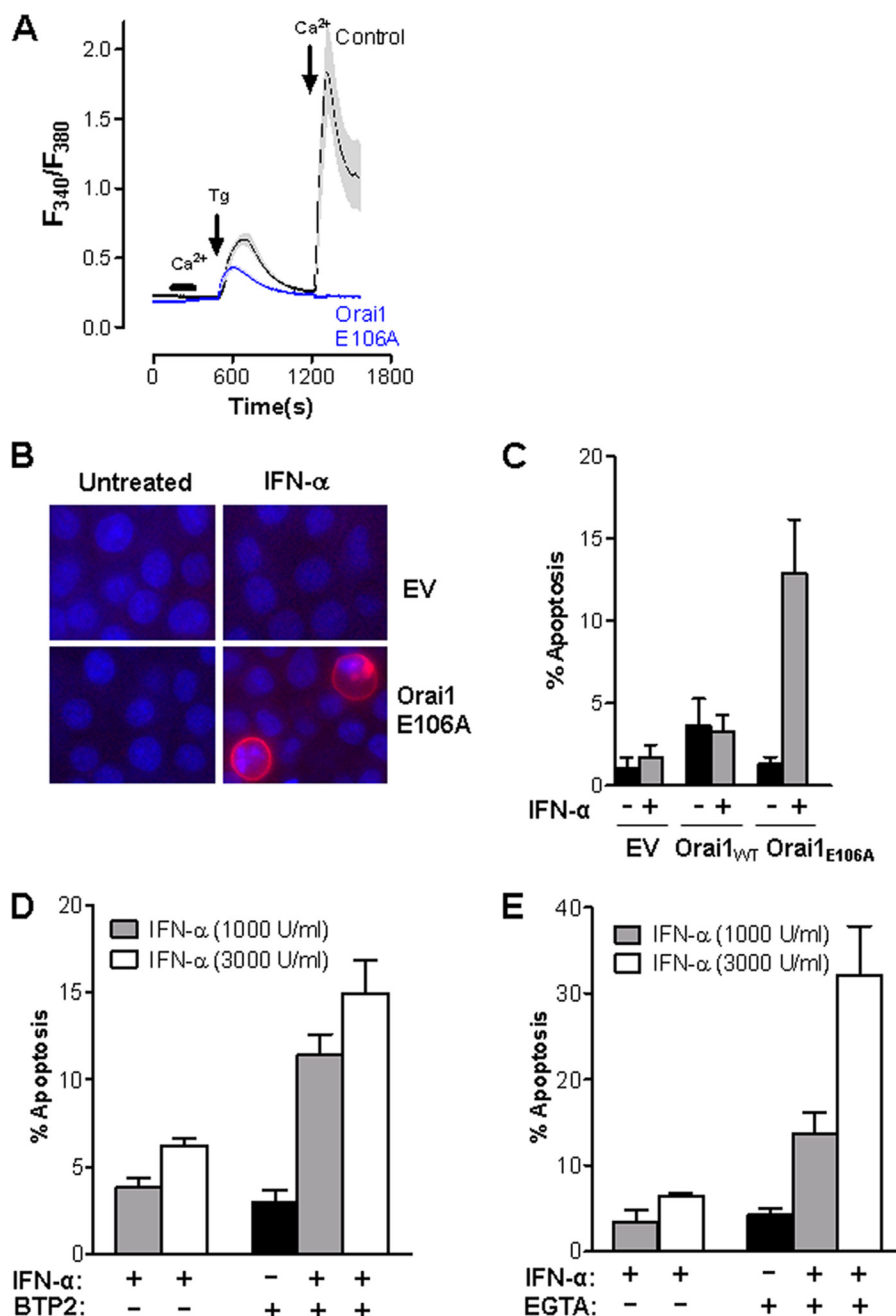 A
F340/F380
2.0
1.5
1.0
0.5
0.0
Ca2+
Tg
Ca2+
Control
Orai1
E106A
0 600 1200 1800
Time(s)
B
Untreated IFN-α
EV
Orai1
E106A
C
% Apoptosis
20
15
10
5
0
IFN-α - + - + - +
EV Orai1WT Orai1E106A
D
% Apoptosis
20
15
10
5
0
IFN-α (1000 U/ml)
IFN-α (3000 U/ml)
IFN-α: + + - + +
BTP2: - - + + +
E
% Apoptosis
40
30
20
10
0
IFN-α (1000 U/ml)
IFN-α (3000 U/ml)
IFN-α: + + - + +
EGTA: - - + + +